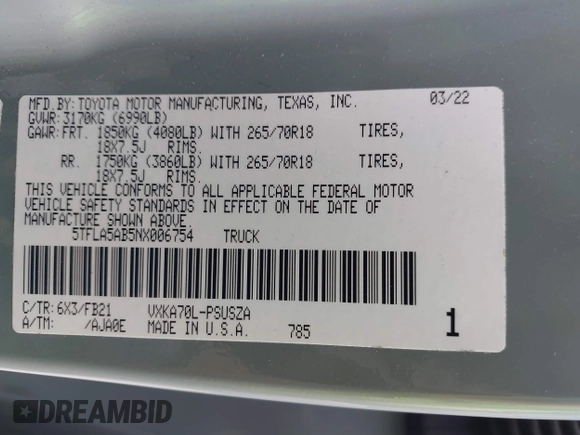 MFD.BY:TOYOTA MOTOR MANUFACTURING, TEXAS, INC. 03/22
GVWR:3170KG (6990LB)
GAWR:FRT. 1850KG (4080LB) WITH 265/70R18 TIRES,
18X7.5J RIMS.
RR. 1750KG (3860LB) WITH 265/70R18 TIRES,
18X7.5J RIMS.
THIS VEHICLE CONFORMS TO ALL APPLICABLE FEDERAL MOTOR
VEHICLE SAFETY STANDARDS IN EFFECT ON THE DATE OF
MANUFACTURE SHOWN ABOVE.
5TFLA5AB5NX006754 TRUCK
C/TR:6X3/FB21 VXKA70L-PSUSZA
A/TM: /AJA0E MADE IN U.S.A. 785 1
DREAMBID